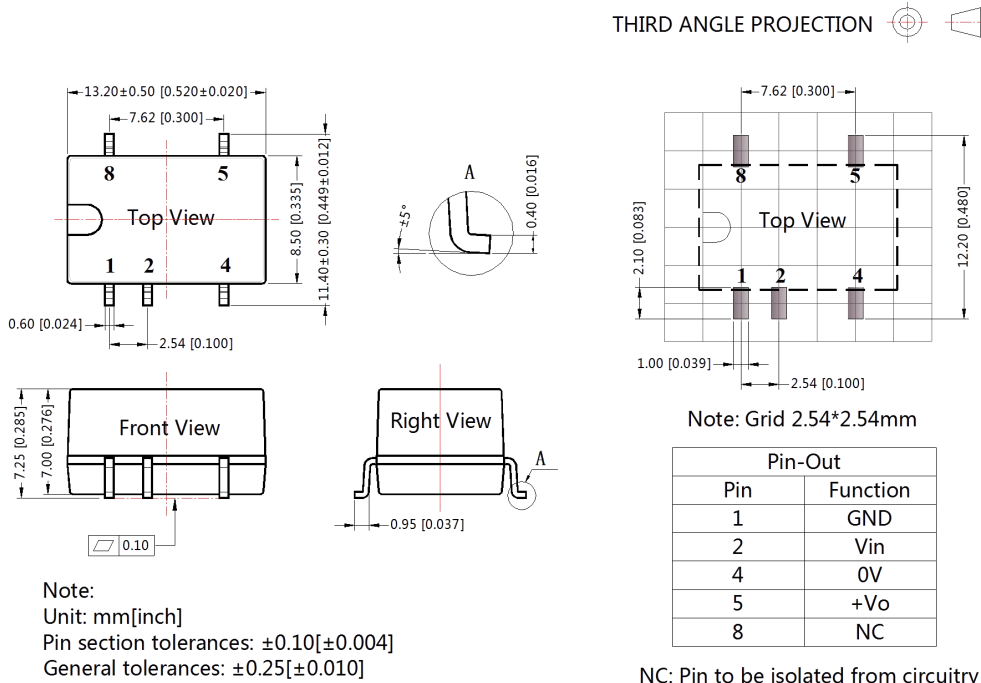 THIRD ANGLE PROJECTION
13.20±0.50 [0.520±0.020]
7.62 [0.300]
8 5
Top View
1 2 4
8.50 [0.335]
11.40±0.30 [0.449±0.012]
0.60 [0.024]
2.54 [0.100]
A
±5°
0.40 [0.016]
7.62 [0.300]
8 5
Top View
1 2 4
2.10 [0.083]
12.20 [0.480]
1.00 [0.039]
2.54 [0.100]
Note: Grid 2.54*2.54mm
7.25 [0.285]
7.00 [0.276]
Front View
0.10
Right View
A
0.95 [0.037]
Pin-Out
Pin Function
1 GND
2 Vin
4 0V
5 +Vo
8 NC
Note:
Unit: mm[inch]
Pin section tolerances: ±0.10[±0.004]
General tolerances: ±0.25[±0.010]
NC: Pin to be isolated from circuitry